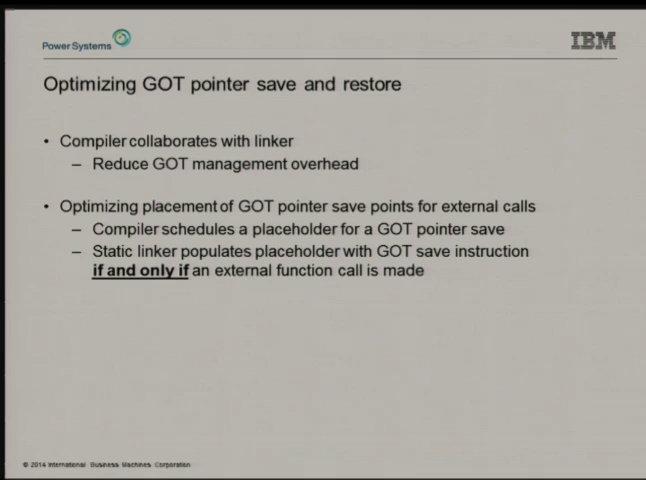 Power Systems
IBM
Optimizing GOT pointer save and restore
• Compiler collaborates with linker
– Reduce GOT management overhead
• Optimizing placement of GOT pointer save points for external calls
– Compiler schedules a placeholder for a GOT pointer save
– Static linker populates placeholder with GOT save instruction
if and only if an external function call is made
© 2014 International Business Machines Corporation